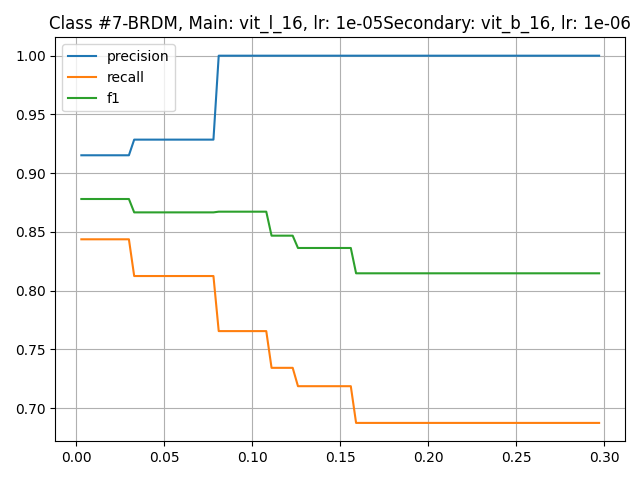 Class #7-BRDM, Main: vit_l_16, lr: 1e-05Secondary: vit_b_16, lr: 1e-06
precision
recall
f1
1.00
0.95
0.90
0.85
0.80
0.75
0.70
0.00 0.05 0.10 0.15 0.20 0.25 0.30